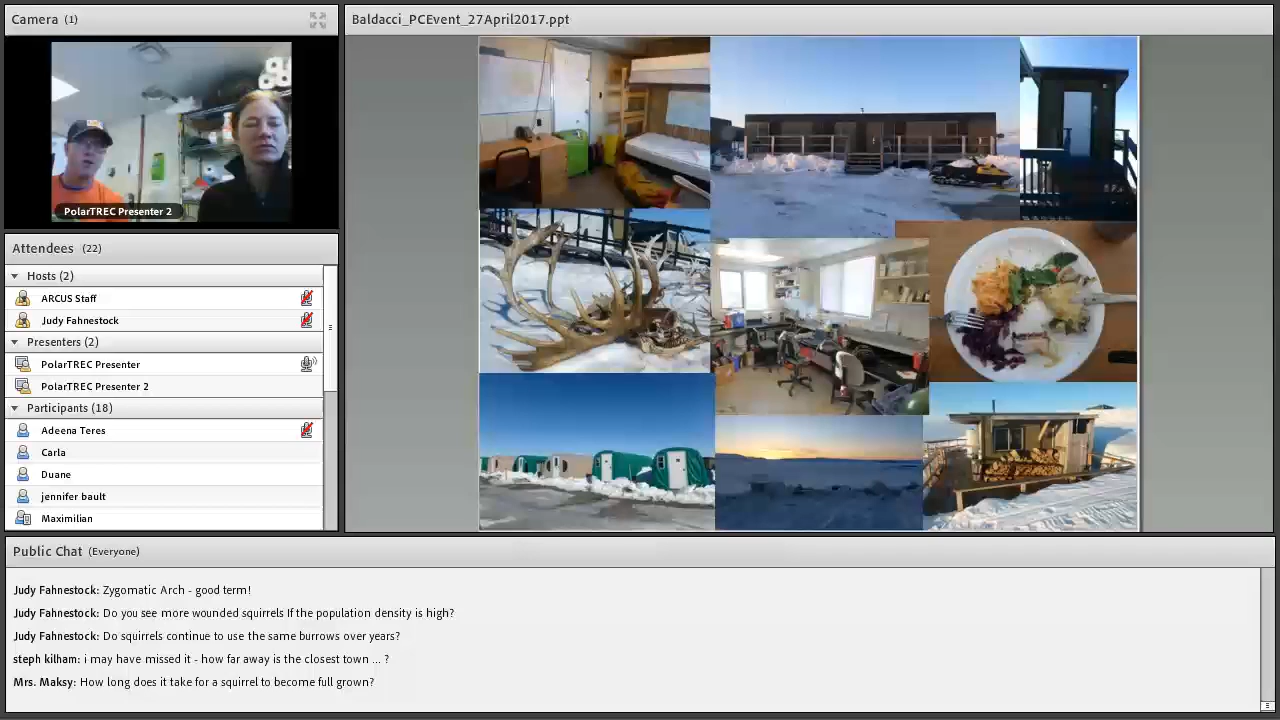 Camera (1)
PolarTREC Presenter 2
Attendees (22)
Hosts (2)
ARCUS Staff
Judy Fahnestock
Presenters (2)
PolarTREC Presenter
PolarTREC Presenter 2
Participants (18)
Adeena Teres
Carla
Duane
jennifer bault
Maximilian
Baldacci_PCEvent_27April2017.ppt
Public Chat (Everyone)
Judy Fahnestock: Zygomatic Arch - good term!
Judy Fahnestock: Do you see more wounded squirrels If the population density is high?
Judy Fahnestock: Do squirrels continue to use the same burrows over years?
steph kilham: i may have missed it - how far away is the closest town ... ?
Mrs. Maksy: How long does it take for a squirrel to become full grown?